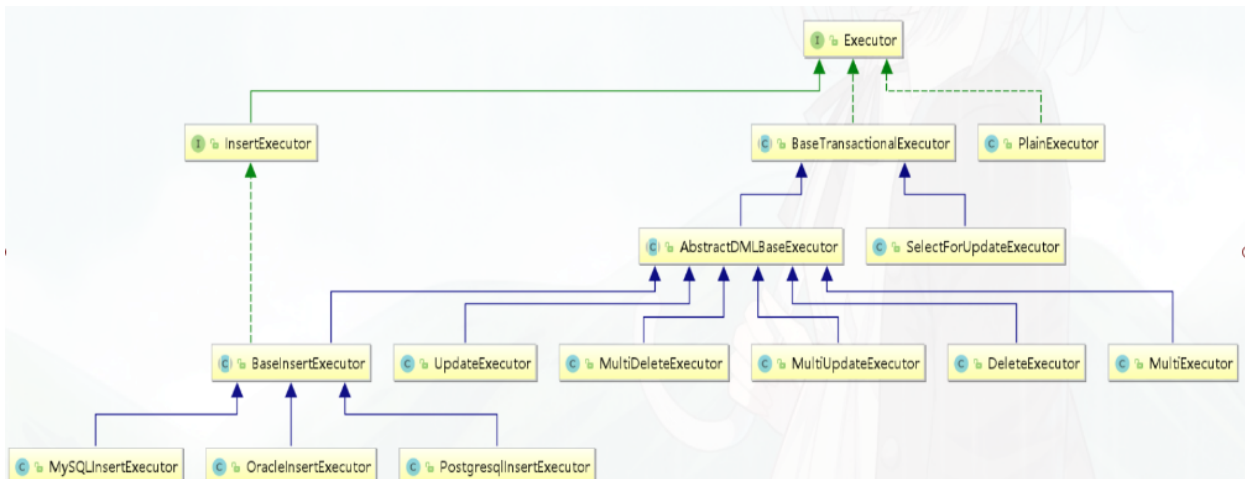 Executor
InsertExecutor
BaseTransactionalExecutor
PlainExecutor
AbstractDMLBaseExecutor
SelectForUpdateExecutor
BaseInsertExecutor
UpdateExecutor
MultiDeleteExecutor
MultiUpdateExecutor
DeleteExecutor
MultiExecutor
MySQLInsertExecutor
OracleInsertExecutor
PostgresqlInsertExecutor